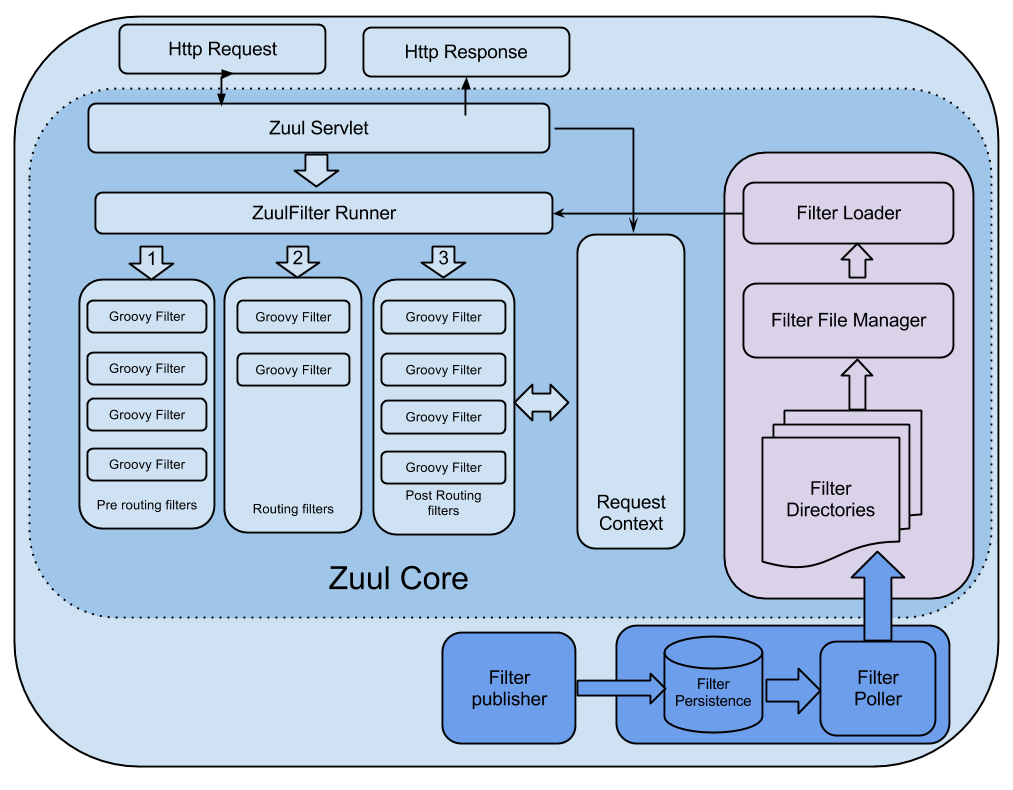 Http Request
Http Response
Zuul Servlet
ZuulFilter Runner
Filter Loader
1
2
3
Groovy Filter
Groovy Filter
Groovy Filter
Groovy Filter
Pre routing filters
Groovy Filter
Groovy Filter
Routing filters
Groovy Filter
Groovy Filter
Groovy Filter
Groovy Filter
Post Routing
filters
Request
Context
Filter File Manager
Filter
Directories
Zuul Core
Filter
publisher
Filter
Persistence
Filter
Poller